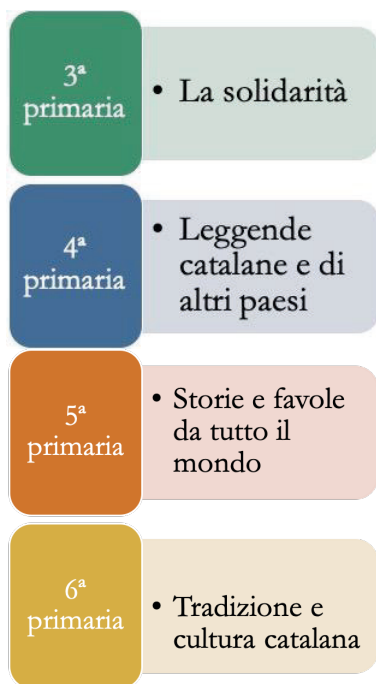 3ª
primaria
• La solidarità
4ª
primaria
• Leggende
catalane e di
altri paesi
5ª
primaria
• Storie e favole
da tutto il
mondo
6ª
primaria
• Tradizione e
cultura catalana